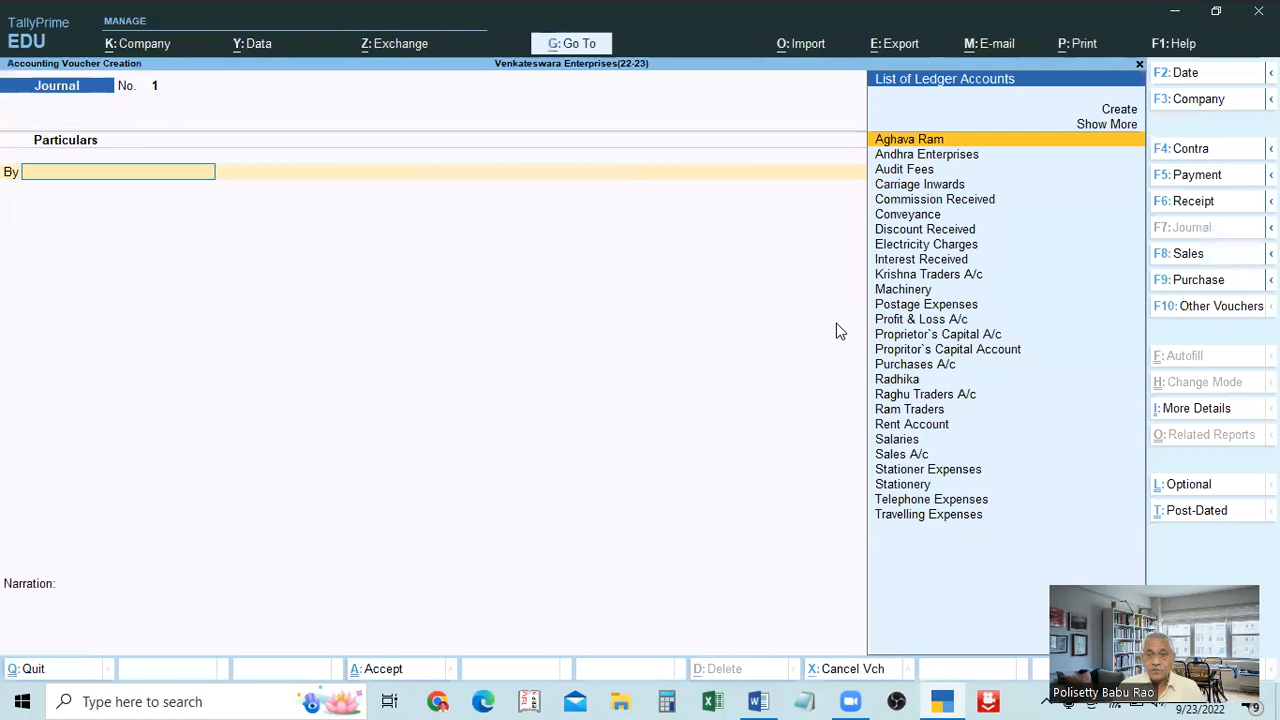 TallyPrime
EDU
MANAGE
K: Company
Y: Data
Z: Exchange
G: Go To
O: Import
E: Export
M: E-mail
P: Print
F1: Help
Accounting Voucher Creation
Venkateswara Enterprises(22-23)
Journal No. 1
Particulars
By
List of Ledger Accounts
Create
Show More
Aghava Ram
Andhra Enterprises
Audit Fees
Carriage Inwards
Commission Received
Conveyance
Discount Received
Electricity Charges
Interest Received
Krishna Traders A/c
Machinery
Postage Expenses
Profit & Loss A/c
Proprietor`s Capital A/c
Propritor`s Capital Account
Purchases A/c
Radhika
Raghu Traders A/c
Ram Traders
Rent Account
Salaries
Sales A/c
Stationer Expenses
Stationery
Telephone Expenses
Travelling Expenses
F2: Date
F3: Company
F4: Contra
F5: Payment
F6: Receipt
F7: Journal
F8: Sales
F9: Purchase
F10: Other Vouchers
F: Autofill
H: Change Mode
I: More Details
O: Related Reports
L: Optional
T: Post-Dated
Narration:
Q: Quit
A: Accept
D: Delete
X: Cancel Vch
Polisetty Babu Rao
Type here to search
9/23/2022
9